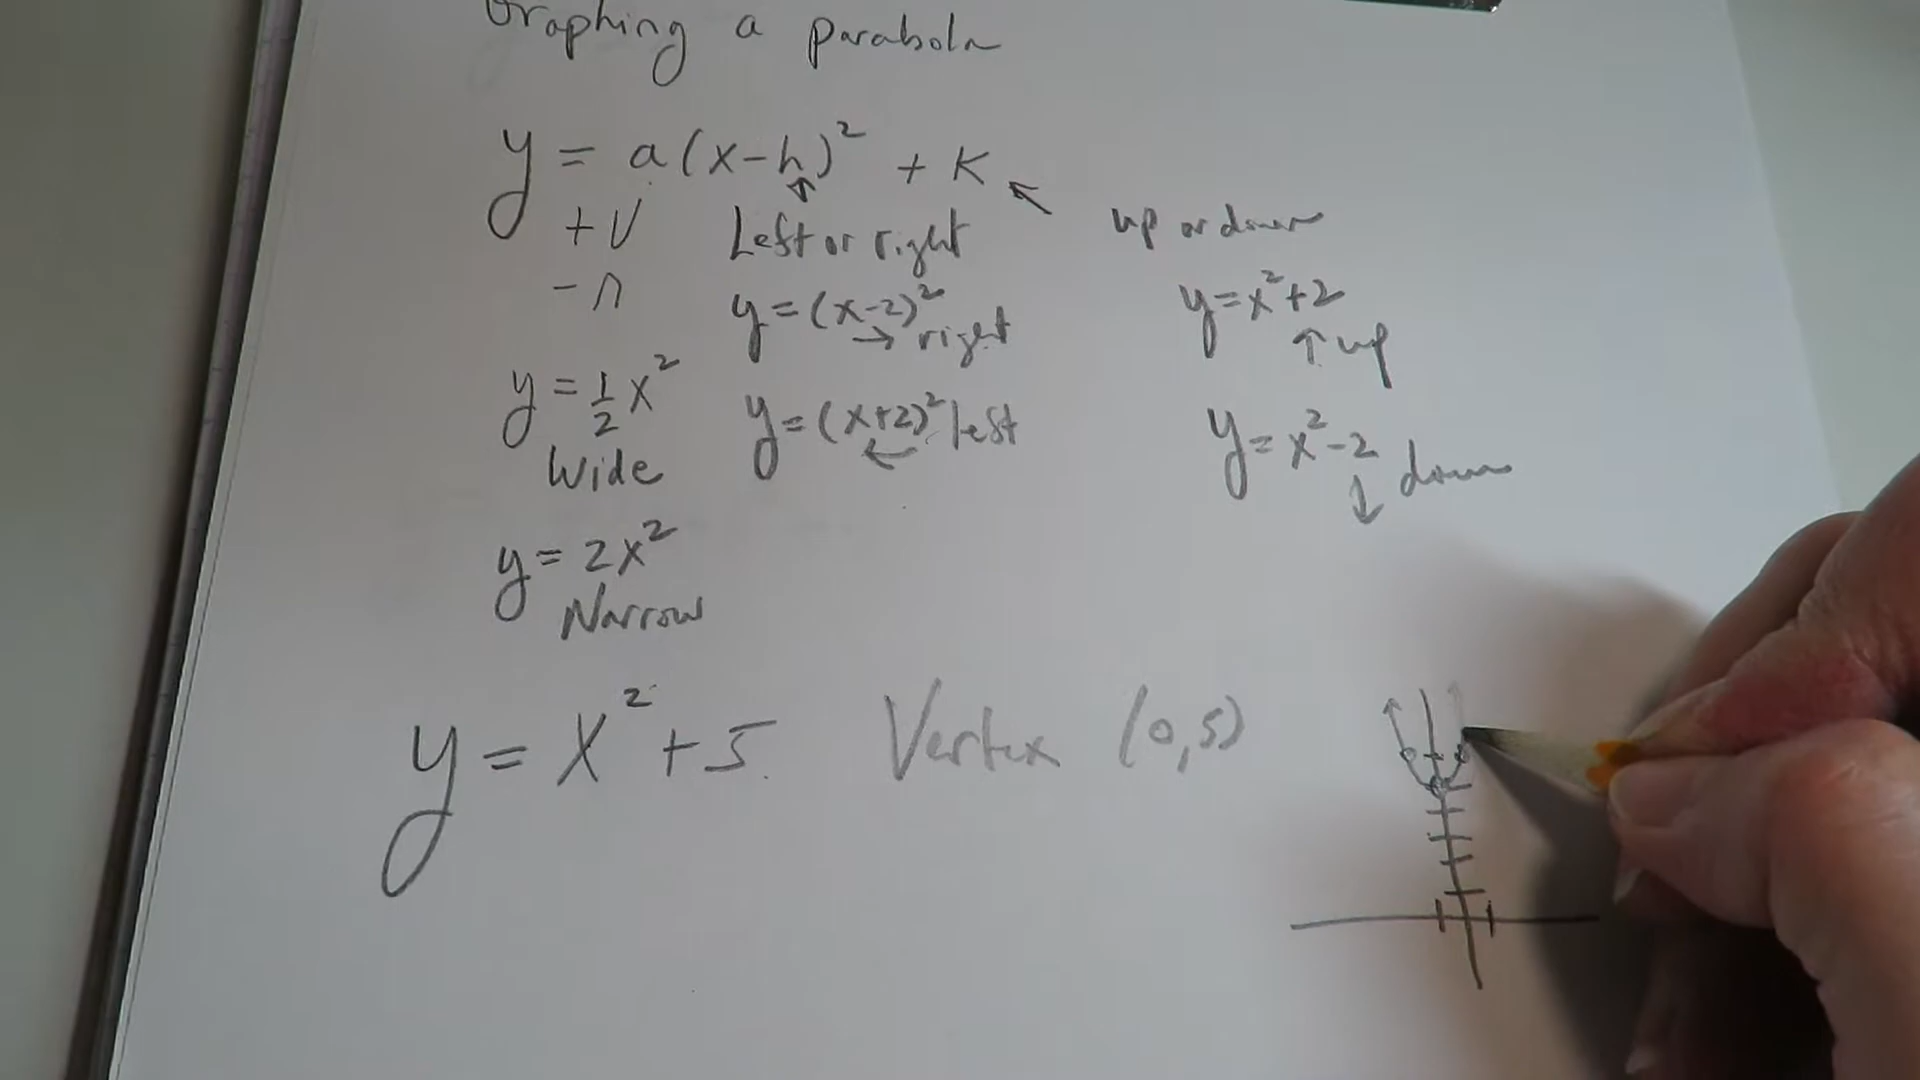 Graphing a parabola
y = a(x-h)² + k
+ V
- ∩
Left or right
up or down
y = (x-2)²
→ right
y = x² + 2
↑ up
y = ½x²
Wide
y = (x+2)² left
←
y = x² - 2
↓ down
y = 2x²
Narrow
y = x² + 5 Vertex (0,5)